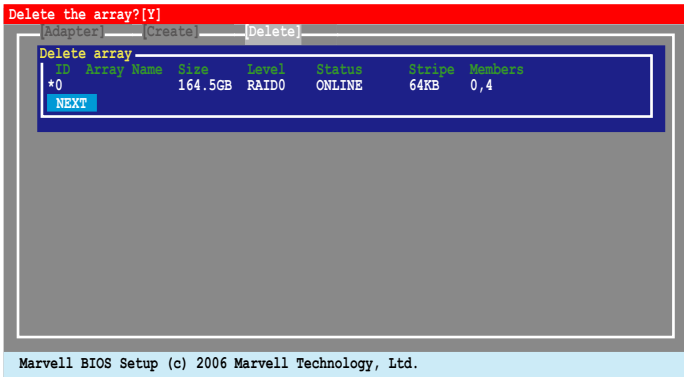 Delete the array?[Y]
[Adapter] [Create] [Delete]
Delete array
ID Array Name Size Level Status Stripe Members
*0 164.5GB RAID0 ONLINE 64KB 0,4
NEXT
Marvell BIOS Setup (c) 2006 Marvell Technology, Ltd.